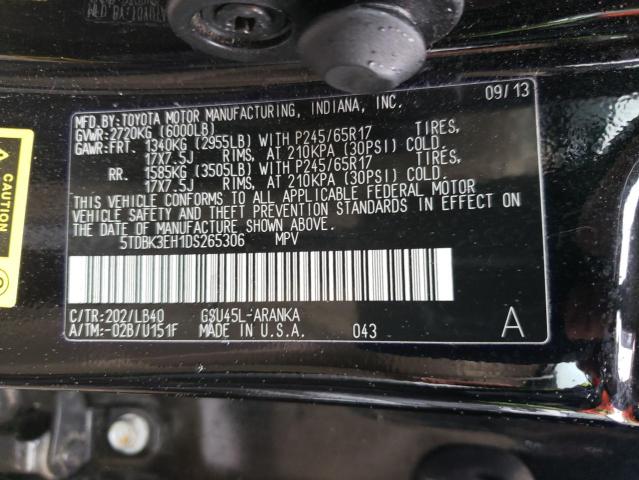 MFD.BY:TOYOTA MOTOR MANUFACTURING, INDIANA, INC. 09/13
GVWR:2720KG (6000LB)
GAWR:FRT. 1340KG (2955LB) WITH P245/65R17 TIRES,
17X7.5J RIMS, AT 210KPA (30PSI) COLD.
RR. 1585KG (3505LB) WITH P245/65R17 TIRES,
17X7.5J RIMS, AT 210KPA (30PSI) COLD.
THIS VEHICLE CONFORMS TO ALL APPLICABLE FEDERAL MOTOR
VEHICLE SAFETY AND THEFT PREVENTION STANDARDS IN EFFECT ON
THE DATE OF MANUFACTURE SHOWN ABOVE.
5TDBK3EH1DS265306 MPV
C/TR:202/LB40 GSU45L-ARANKA
A/TM:-02B/U151F MADE IN U.S.A. 043 A
CAUTION